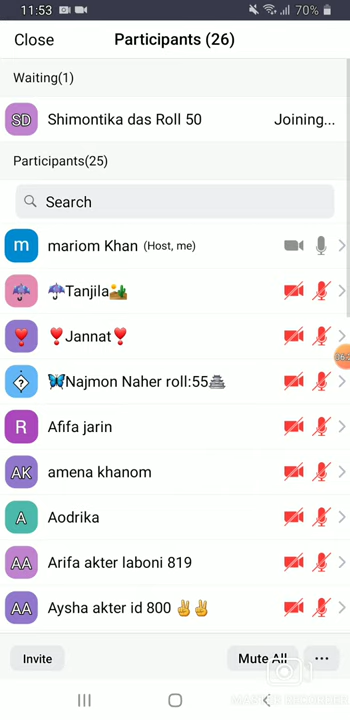 11:53 70%
Close Participants (26)
Waiting(1)
SD Shimontika das Roll 50 Joining...
Participants(25)
Search
m mariom Khan (Host, me)
☂️ ☂️Tanjila🏜️
❣️ ❣️Jannat❣️
? 🦋Najmon Naher roll:55🏯
R Afifa jarin
AK amena khanom
A Aodrika
AA Arifa akter laboni 819
AA Aysha akter id 800 ✌️✌️
Invite Mute All ...
MASTER RECORDER